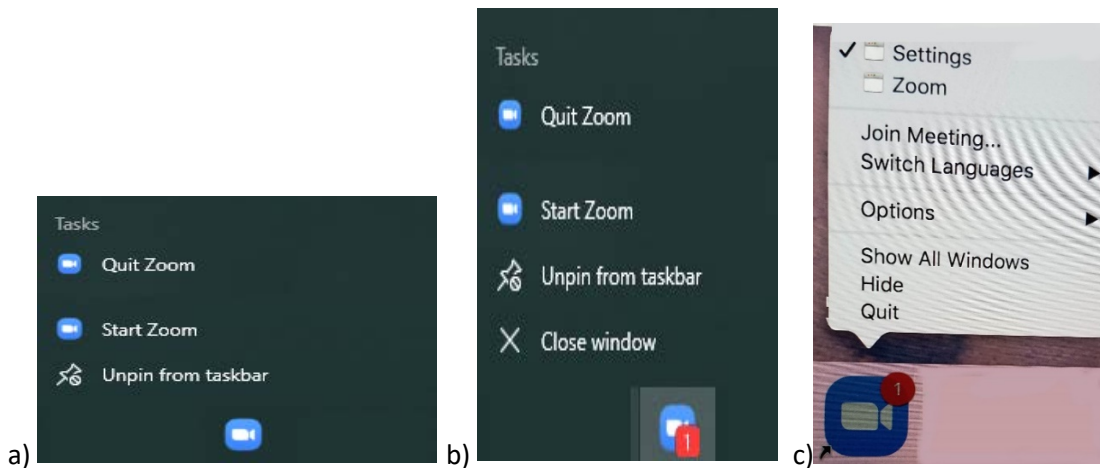 Tasks
Quit Zoom
Start Zoom
Unpin from taskbar
a)
Tasks
Quit Zoom
Start Zoom
Unpin from taskbar
Close window
1
b)
Settings
Zoom
Join Meeting...
Switch Languages
Options
Show All Windows
Hide
Quit
1
c)